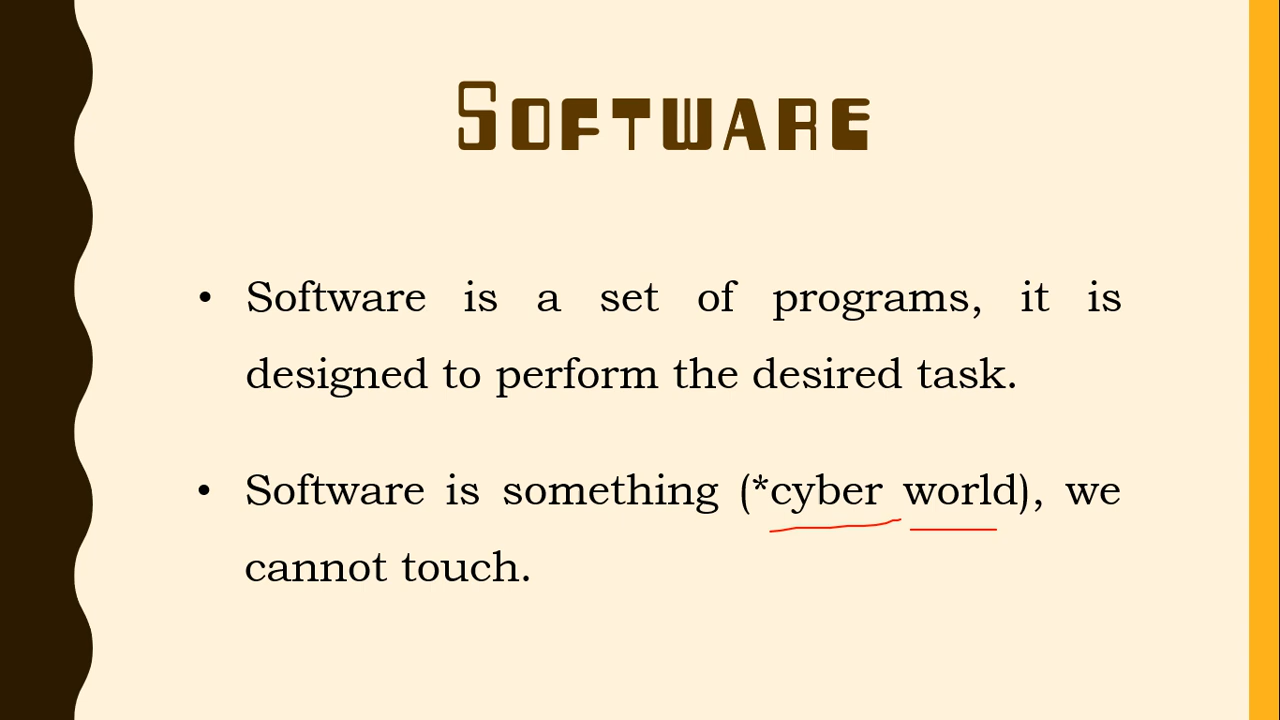 SOFTWARE
• Software is a set of programs, it is
designed to perform the desired task.
• Software is something (*cyber world), we
cannot touch.